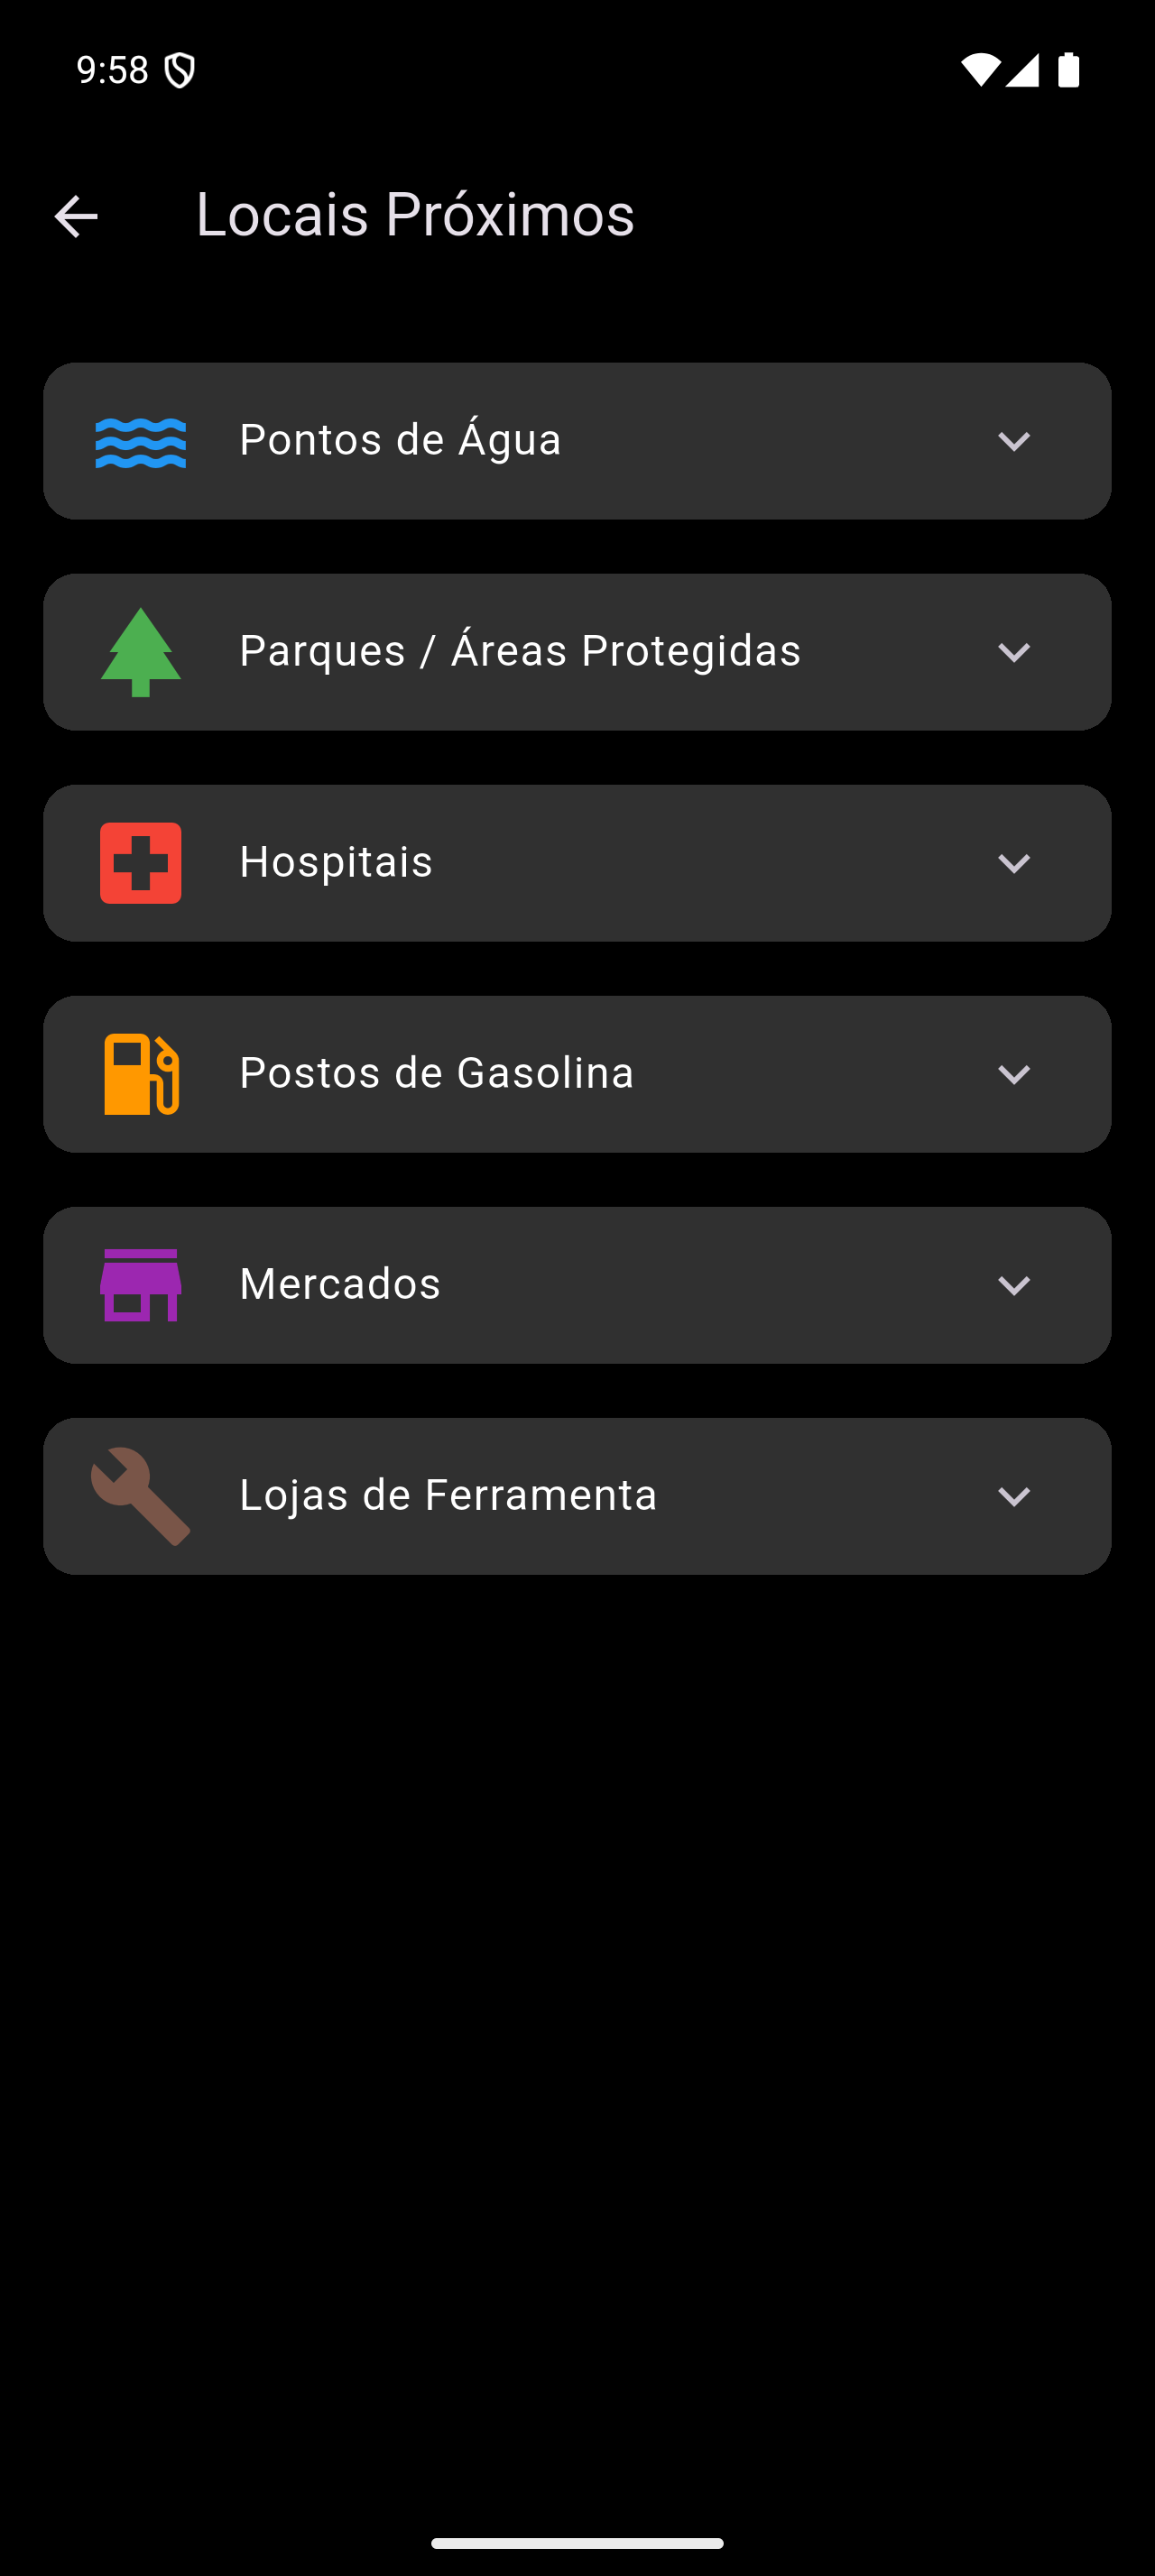 9:58
Locais Próximos
Pontos de Água
Parques / Áreas Protegidas
Hospitais
Postos de Gasolina
Mercados
Lojas de Ferramenta